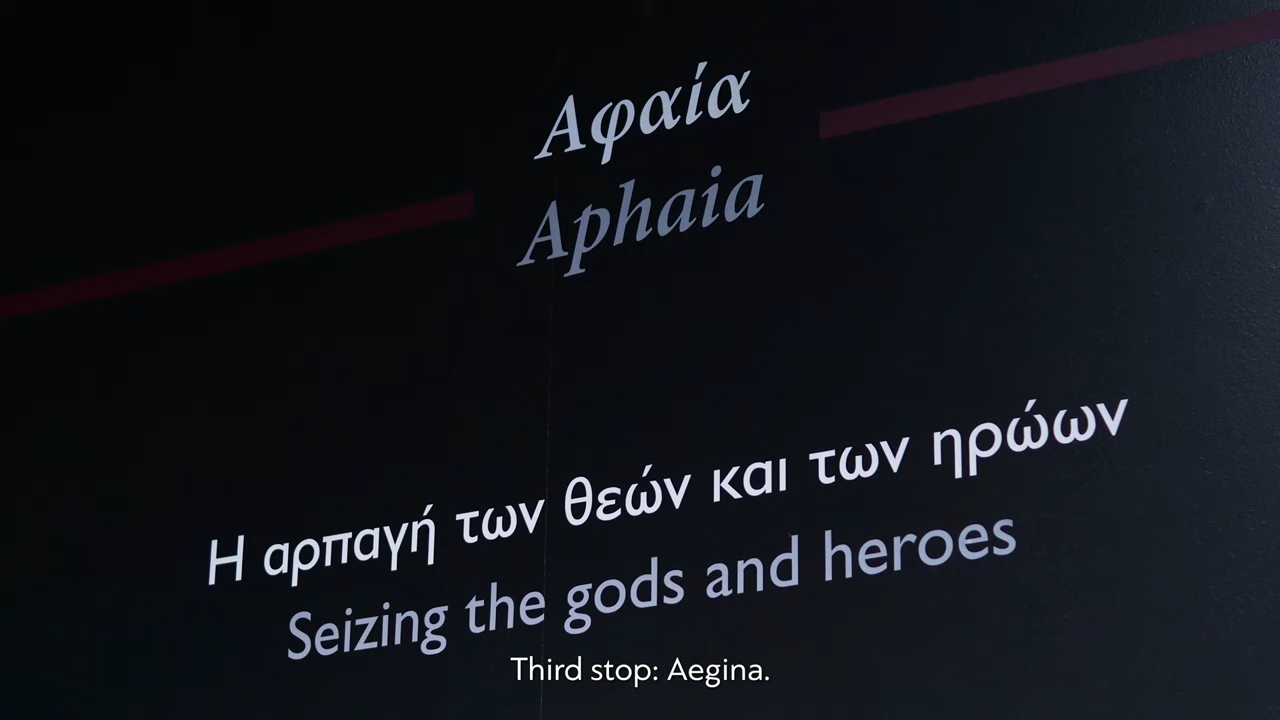 Αφαία
Aphaia
Η αρπαγή των θεών και των ηρώων
Seizing the gods and heroes
Third stop: Aegina.